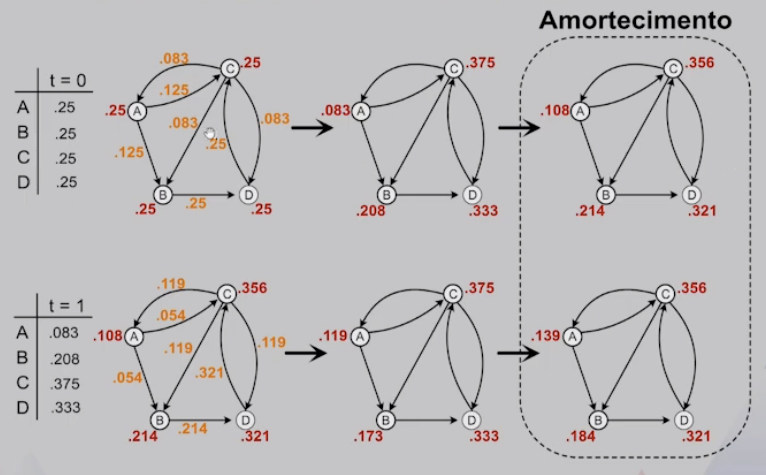 Amortecimento
t = 0
A .25
B .25
C .25
D .25
.083
C .25
.125
.25 A
.083
.083
.125
.25
B
.25
D
.25
.25
C .375
.083 A
B
D
.208
.333
C .356
.108 A
B
D
.214
.321
t = 1
A .083
B .208
C .375
D .333
.119
C .356
.054
.108 A
.119
.119
.054
.321
B
D
.214
.214
.321
C .375
.119 A
B
D
.173
.333
C .356
.139 A
B
D
.184
.321